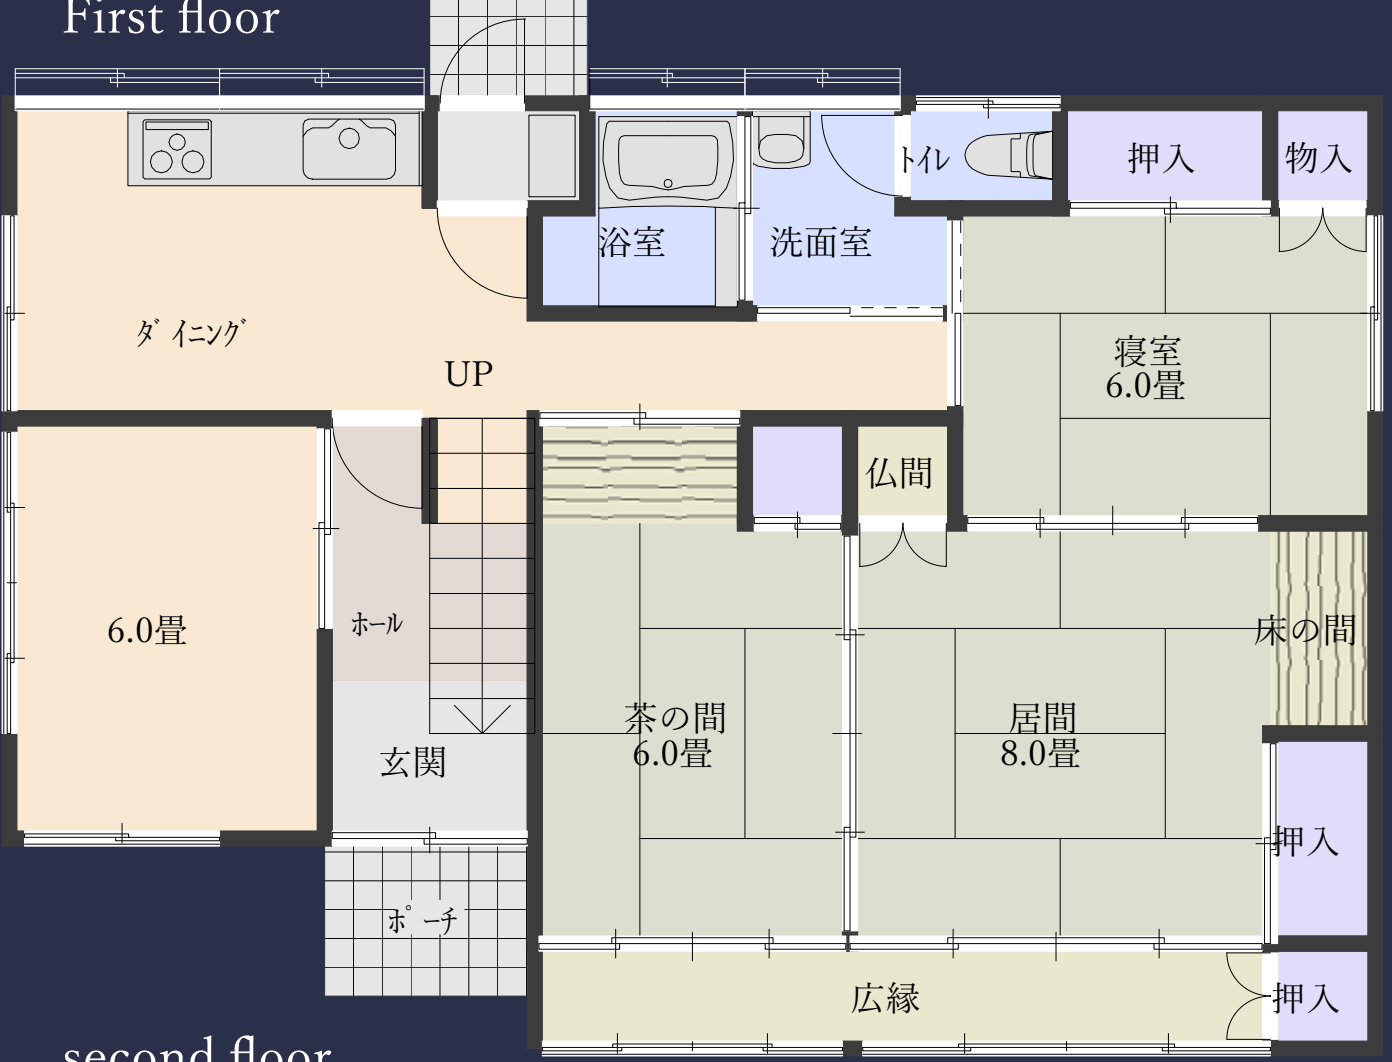 First floor
トイレ
押入
物入
浴室
洗面室
ダイニング
UP
寝室
6.0畳
仏間
6.0畳
ホール
床の間
茶の間
6.0畳
居間
8.0畳
玄関
押入
ポーチ
広縁
押入
second floor